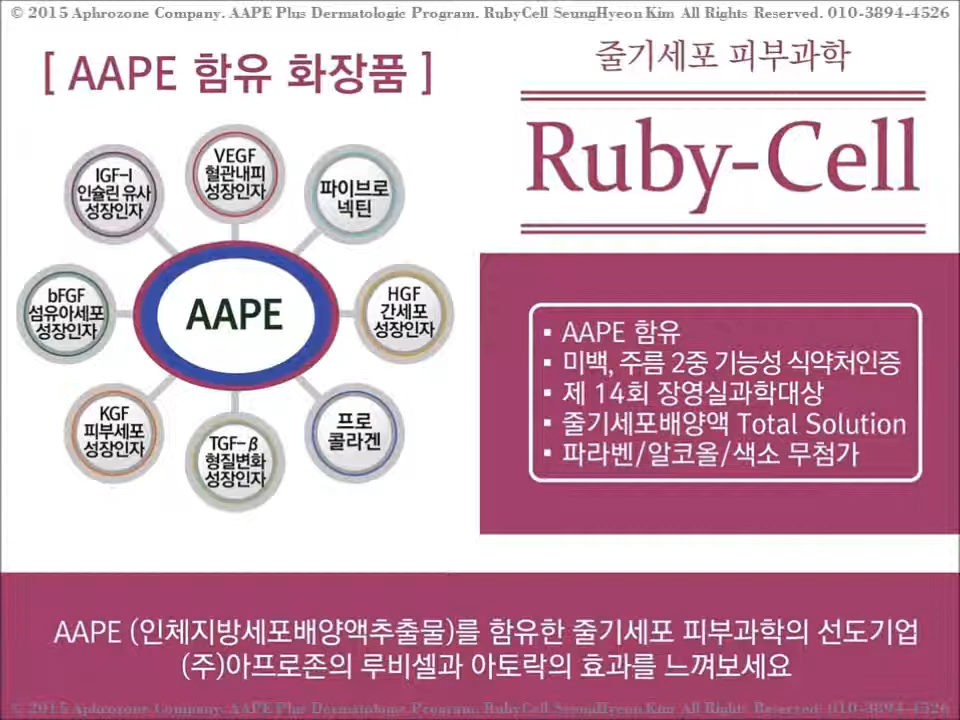 © 2015 Aphrozone Company. AAPE Plus Dermatologic Program. RubyCell SeungHyeon Kim All Rights Reserved. 010-3894-4526
[ AAPE 함유 화장품 ]
줄기세포 피부과학
Ruby-Cell
VEGF
혈관내피
성장인자
IGF-I
인슐린 유사
성장인자
파이브로
넥틴
bFGF
섬유아세포
성장인자
AAPE
HGF
간세포
성장인자
KGF
피부세포
성장인자
TGF-β
형질변화
성장인자
프로
콜라겐
▪ AAPE 함유
▪ 미백, 주름 2중 기능성 식약처인증
▪ 제 14회 장영실과학대상
▪ 줄기세포배양액 Total Solution
▪ 파라벤/알코올/색소 무첨가
AAPE (인체지방세포배양액추출물)를 함유한 줄기세포 피부과학의 선도기업
(주)아프로존의 루비셀과 아토락의 효과를 느껴보세요
© 2015 Aphrozone Company. AAPE Plus Dermatologic Program. RubyCell SeungHyeon Kim All Rights Reserved. 010-3894-4526